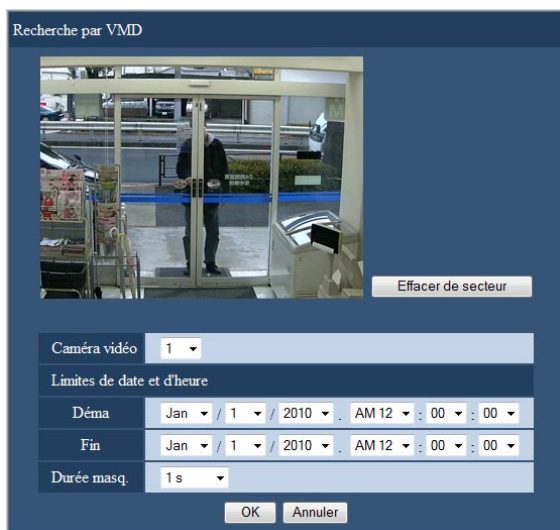 Recherche par VMD
Effacer de secteur
Caméra vidéo 1
Limites de date et d'heure
Déma Jan / 1 / 2010 . AM 12 : 00 : 00
Fin Jan / 1 / 2010 . AM 12 : 00 : 00
Durée masq. 1 s
OK Annuler